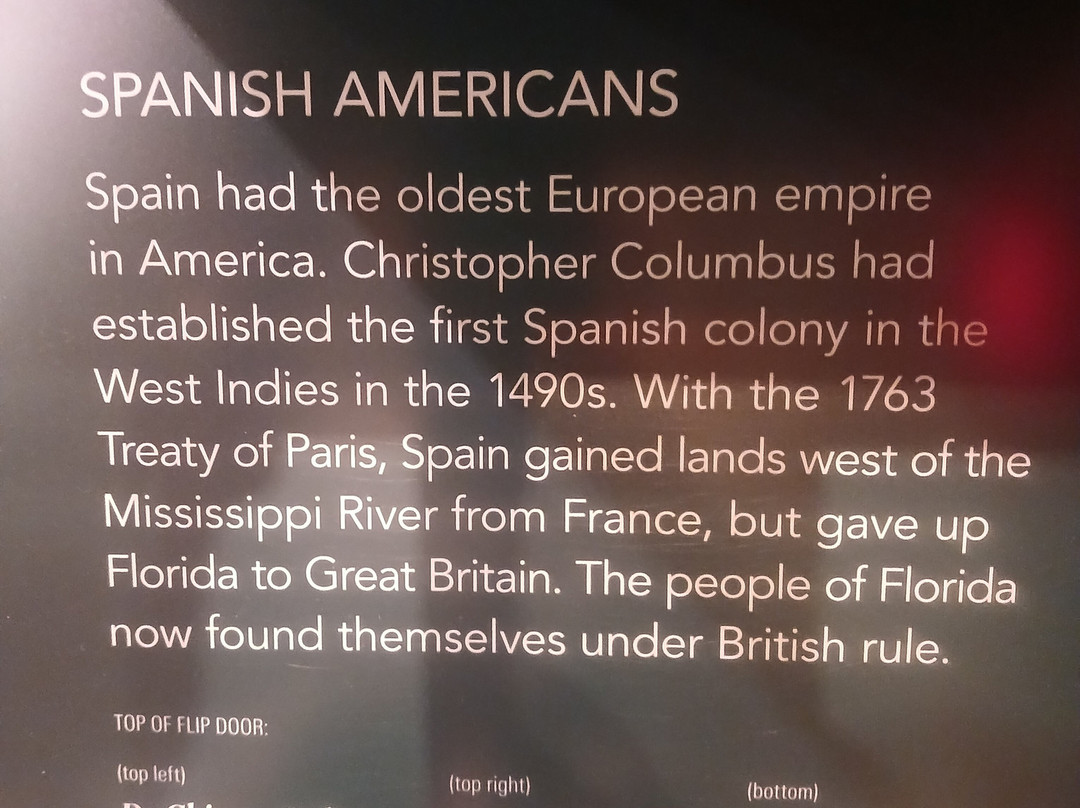 SPANISH AMERICANS
Spain had the oldest European empire
in America. Christopher Columbus had
established the first Spanish colony in the
West Indies in the 1490s. With the 1763
Treaty of Paris, Spain gained lands west of the
Mississippi River from France, but gave up
Florida to Great Britain. The people of Florida
now found themselves under British rule.
TOP OF FLIP DOOR:
(top left) (top right) (bottom)